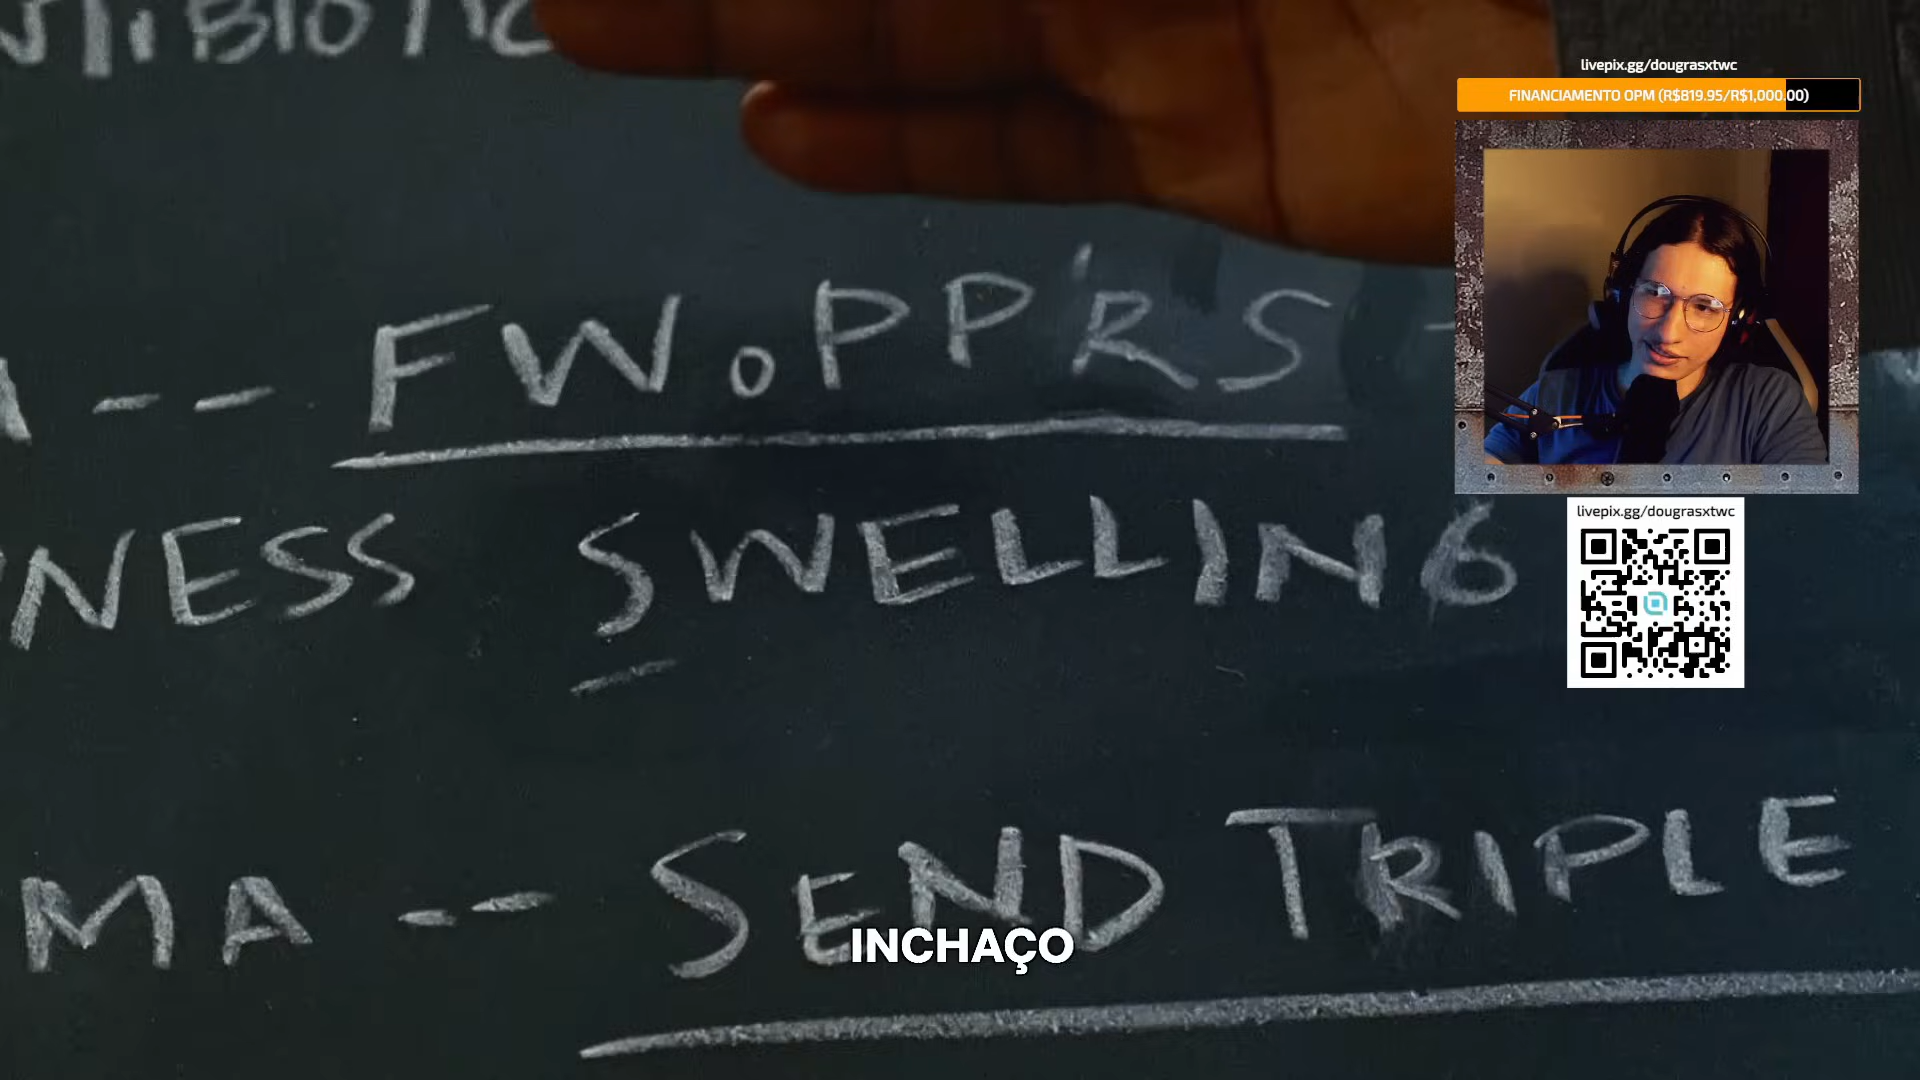 livepix.gg/dougrasxtwc
FINANCIAMENTO OPM (R$819.95/R$1,000.00)
-- FW.PP'RS -
NESS SWELLING
livepix.gg/dougrasxtwc
MA -- SEND TRIPLE
INCHAÇO